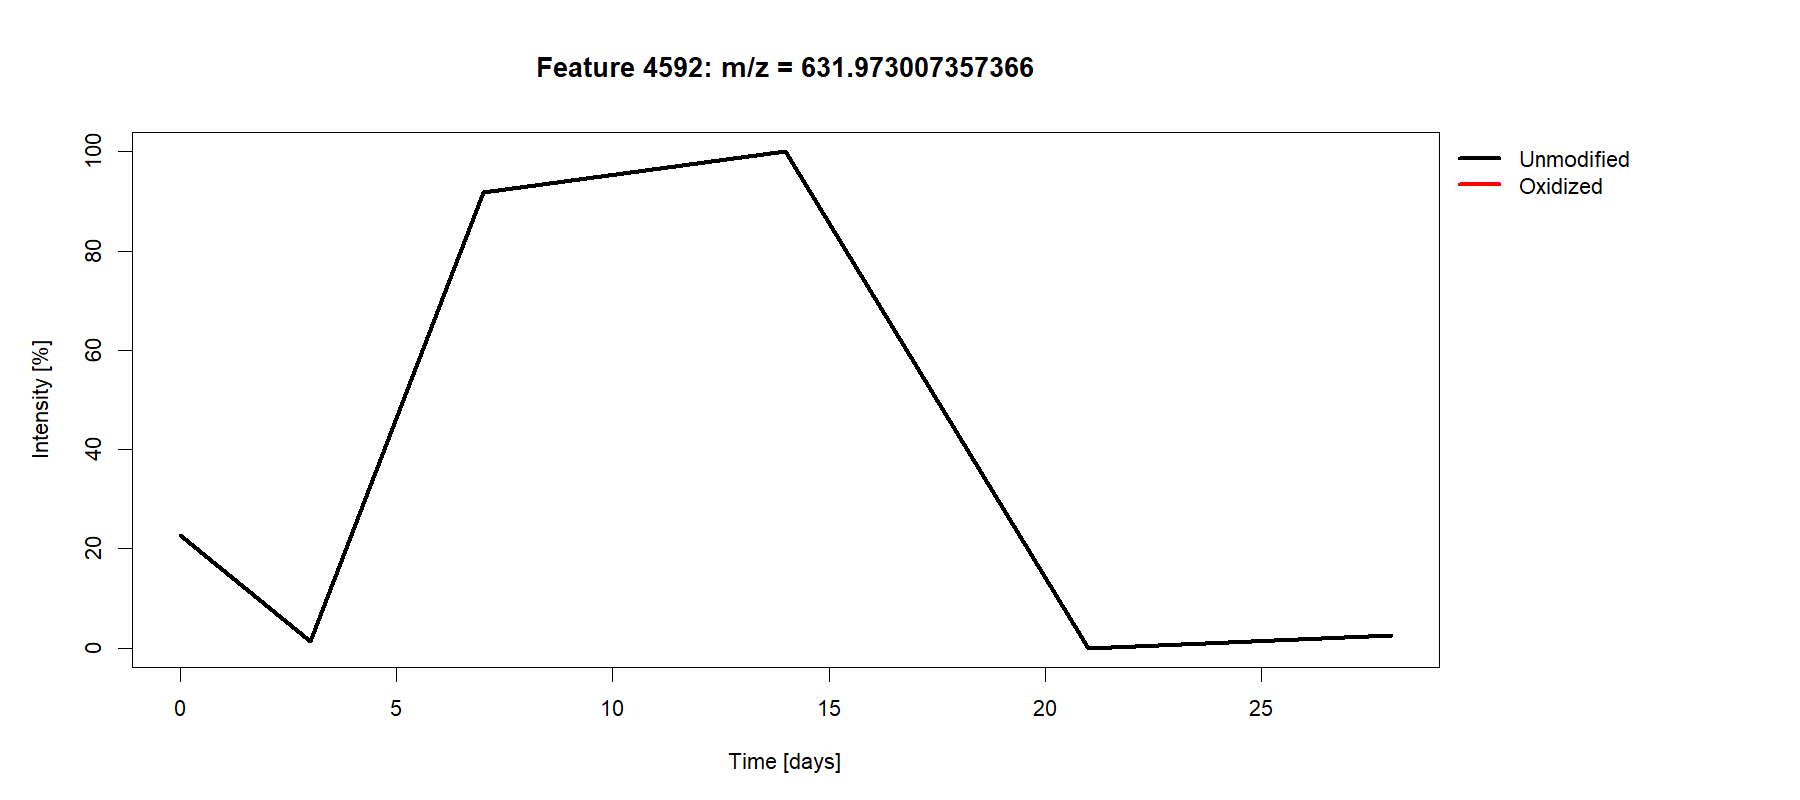 Feature 4592: m/z = 631.973007357366
Unmodified
Oxidized
100
80
60
40
20
0
Intensity [%]
0 5 10 15 20 25
Time [days]